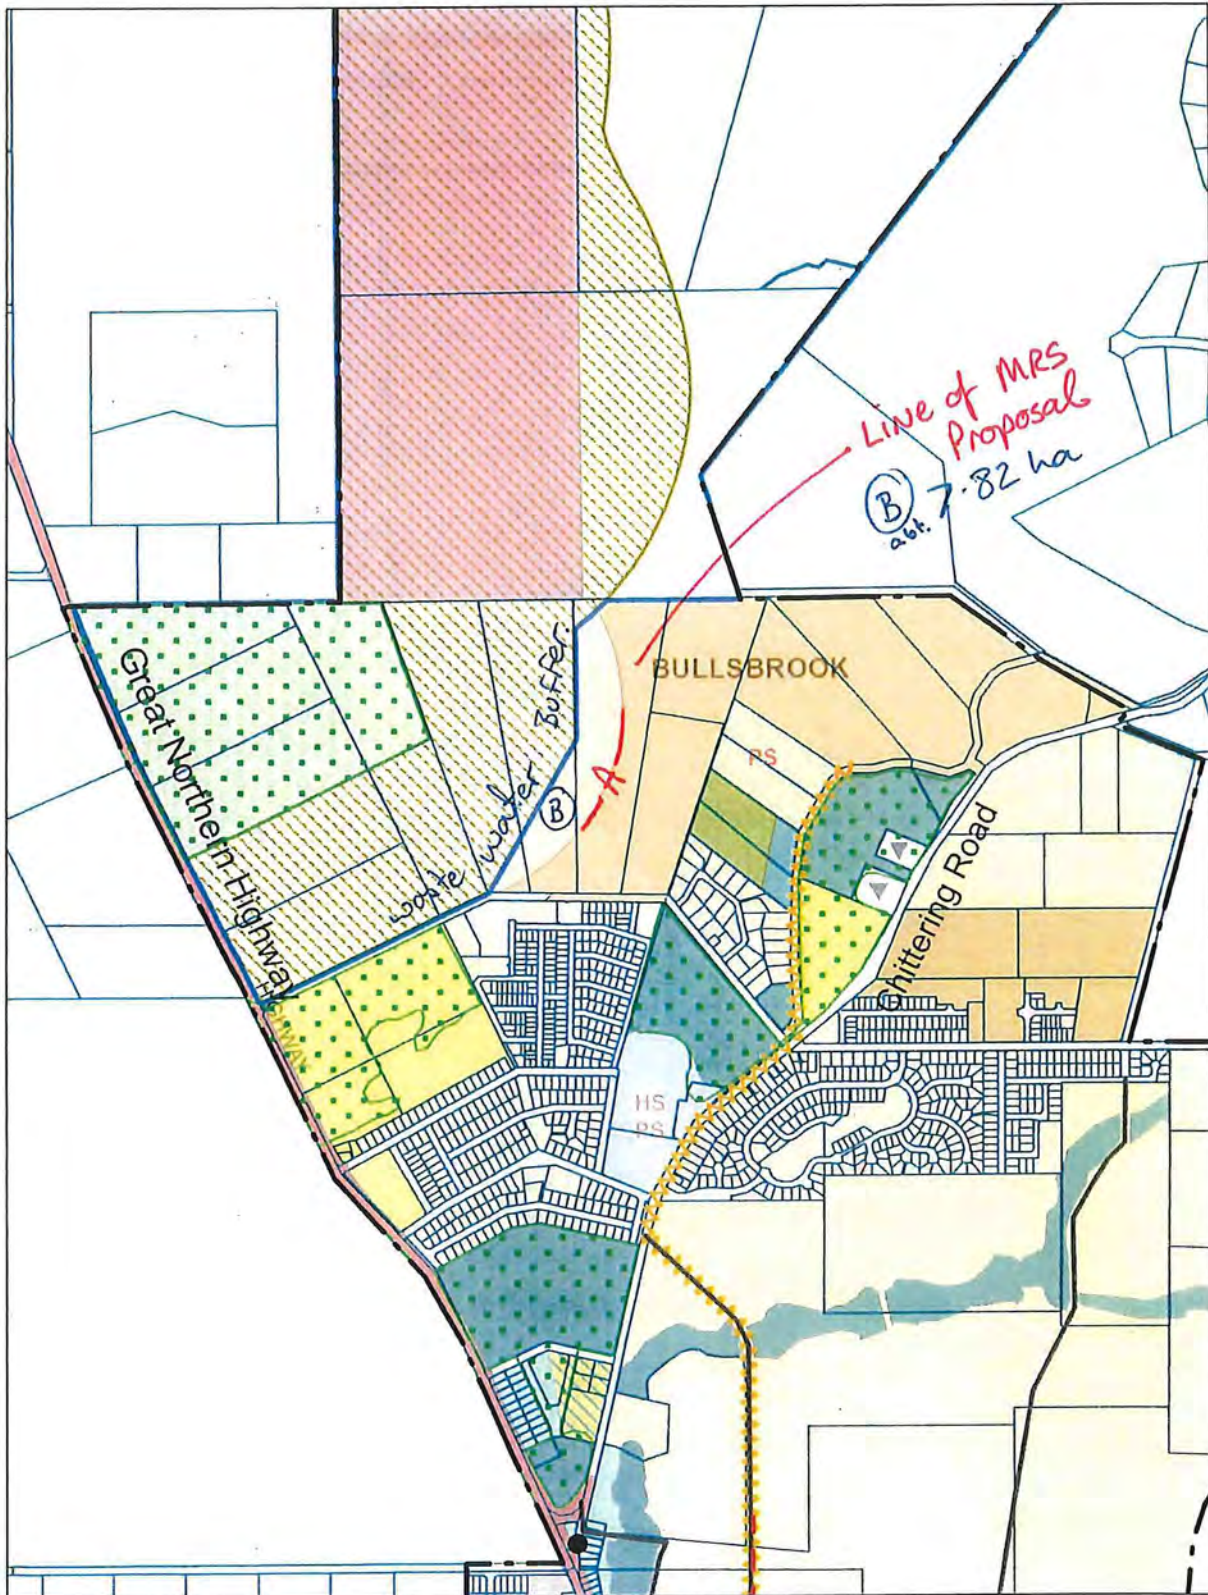 Line of MRS
Proposal
B 7.82 ha
abt.
BULLSBROOK
Great Northern Highway
waste water Buffer.
B
A
PS
Chittering Road
HIGHWAY
HS
PS